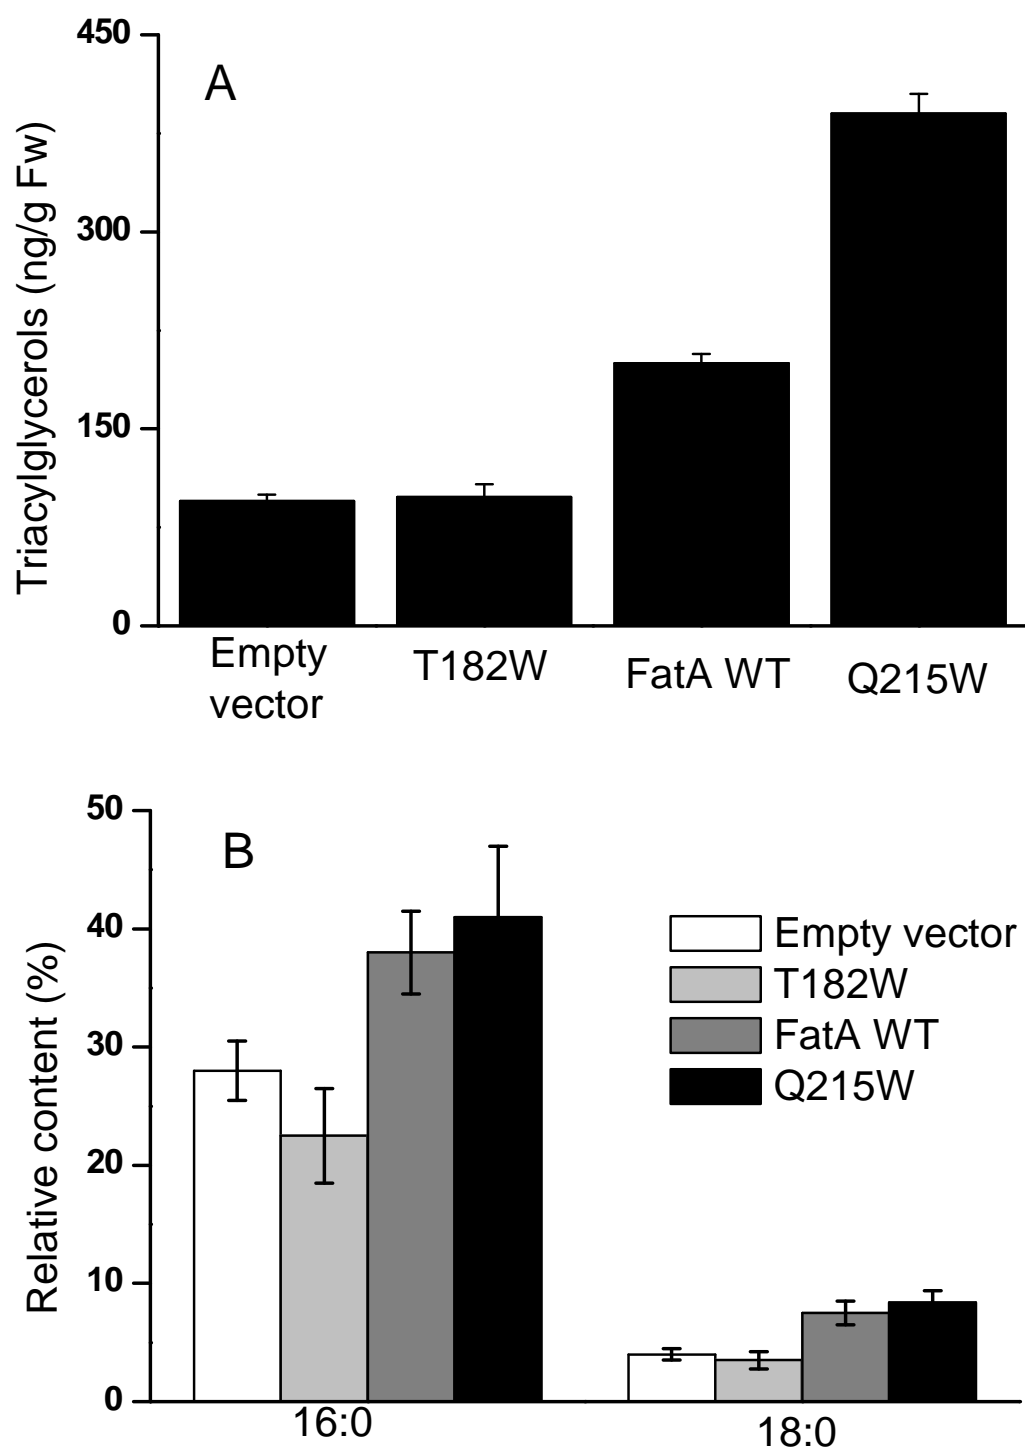 A
Triacylglycerols (ng/g Fw)
450
300
150
0
Empty
vector
T182W
FatA WT
Q215W
B
Relative content (%)
50
40
30
20
10
0
Empty vector
T182W
FatA WT
Q215W
16:0
18:0